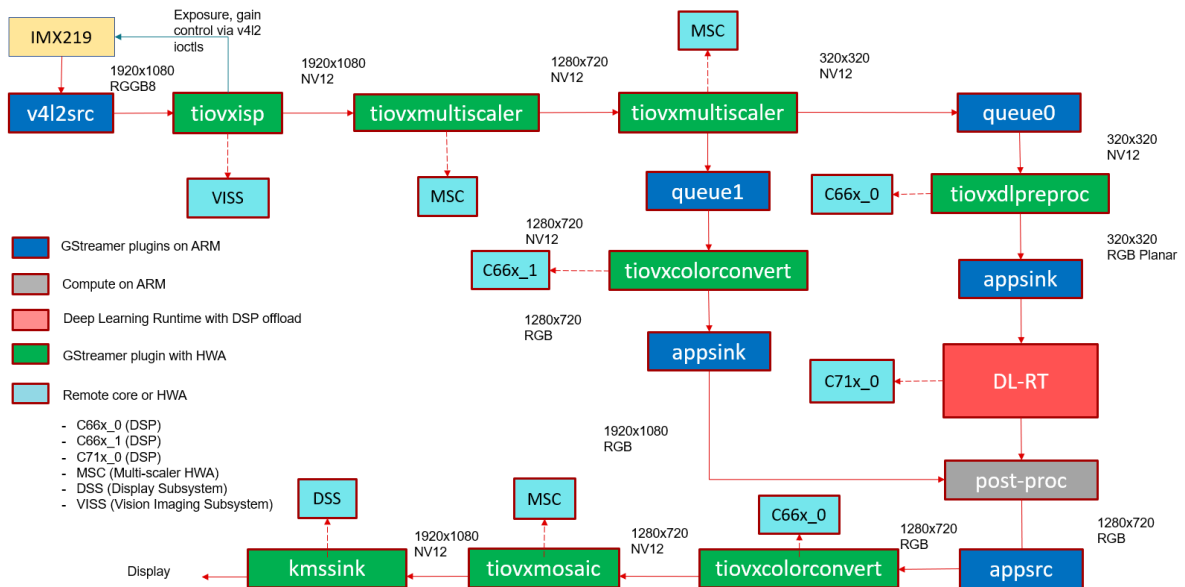 Exposure, gain
control via v4l2
ioctls
IMX219
MSC
1920x1080
RGGB8
1920x1080
NV12
1280x720
NV12
320x320
NV12
v4l2src
tiovxisp
tiovxmultiscaler
tiovxmultiscaler
queue0
320x320
NV12
VISS
MSC
queue1
C66x_0
tiovxdlpreproc
1280x720
NV12
320x320
RGB Planar
GStreamer plugins on ARM
C66x_1
tiovxcolorconvert
appsink
Compute on ARM
1280x720
RGB
Deep Learning Runtime with DSP offload
GStreamer plugin with HWA
appsink
C71x_0
DL-RT
Remote core or HWA
- C66x_0 (DSP)
- C66x_1 (DSP)
- C71x_0 (DSP)
- MSC (Multi-scaler HWA)
- DSS (Display Subsystem)
- VISS (Vision Imaging Subsystem)
1920x1080
RGB
post-proc
DSS
MSC
C66x_0
1920x1080
NV12
1280x720
NV12
1280x720
RGB
1280x720
RGB
Display
kmssink
tiovxmosaic
tiovxcolorconvert
appsrc